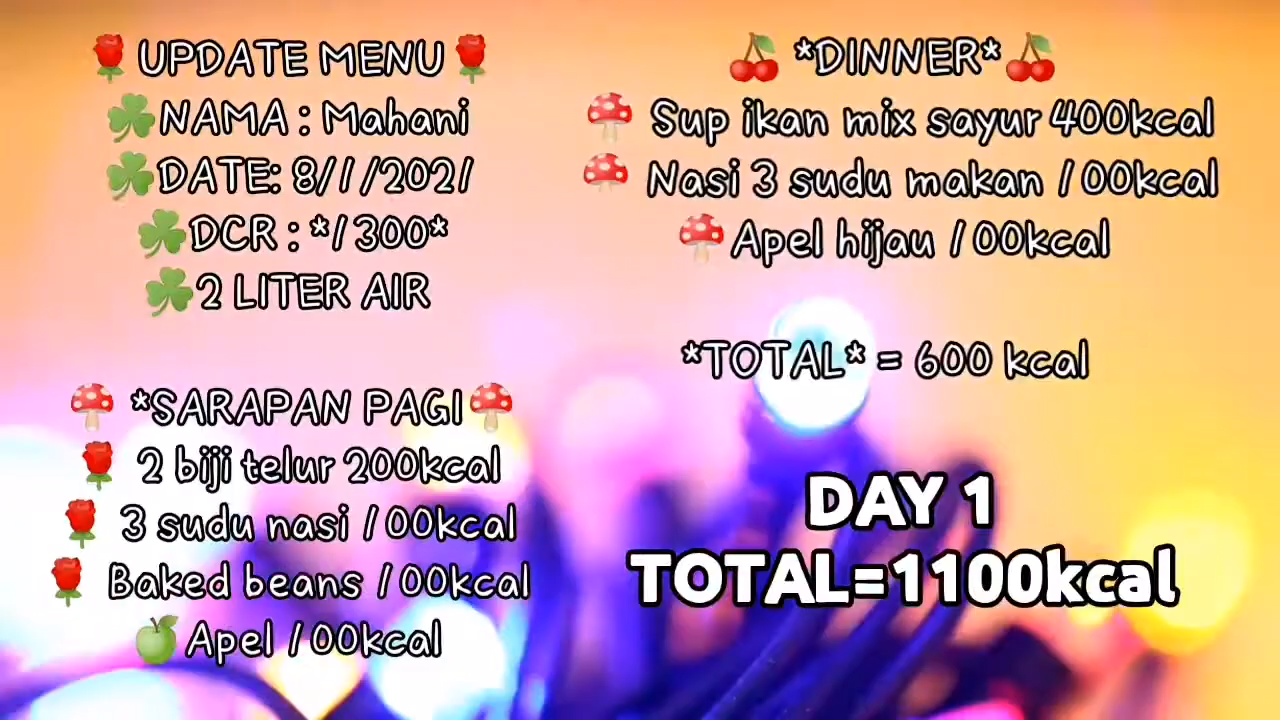 🌹UPDATE MENU🌹
☘️NAMA : Mahani
☘️DATE: 8/1/2021
☘️DCR : *1300*
☘️2 LITER AIR
🍄 *SARAPAN PAGI🍄
🌹 2 biji telur 200kcal
🌹 3 sudu nasi 100kcal
🌹 Baked beans 100kcal
🍏Apel 100kcal
🍒 *DINNER*🍒
🍄 Sup ikan mix sayur 400kcal
🍄 Nasi 3 sudu makan 100kcal
🍄Apel hijau 100kcal
*TOTAL* = 600 kcal
DAY 1
TOTAL=1100kcal